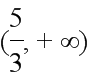 (5/3, +∞)